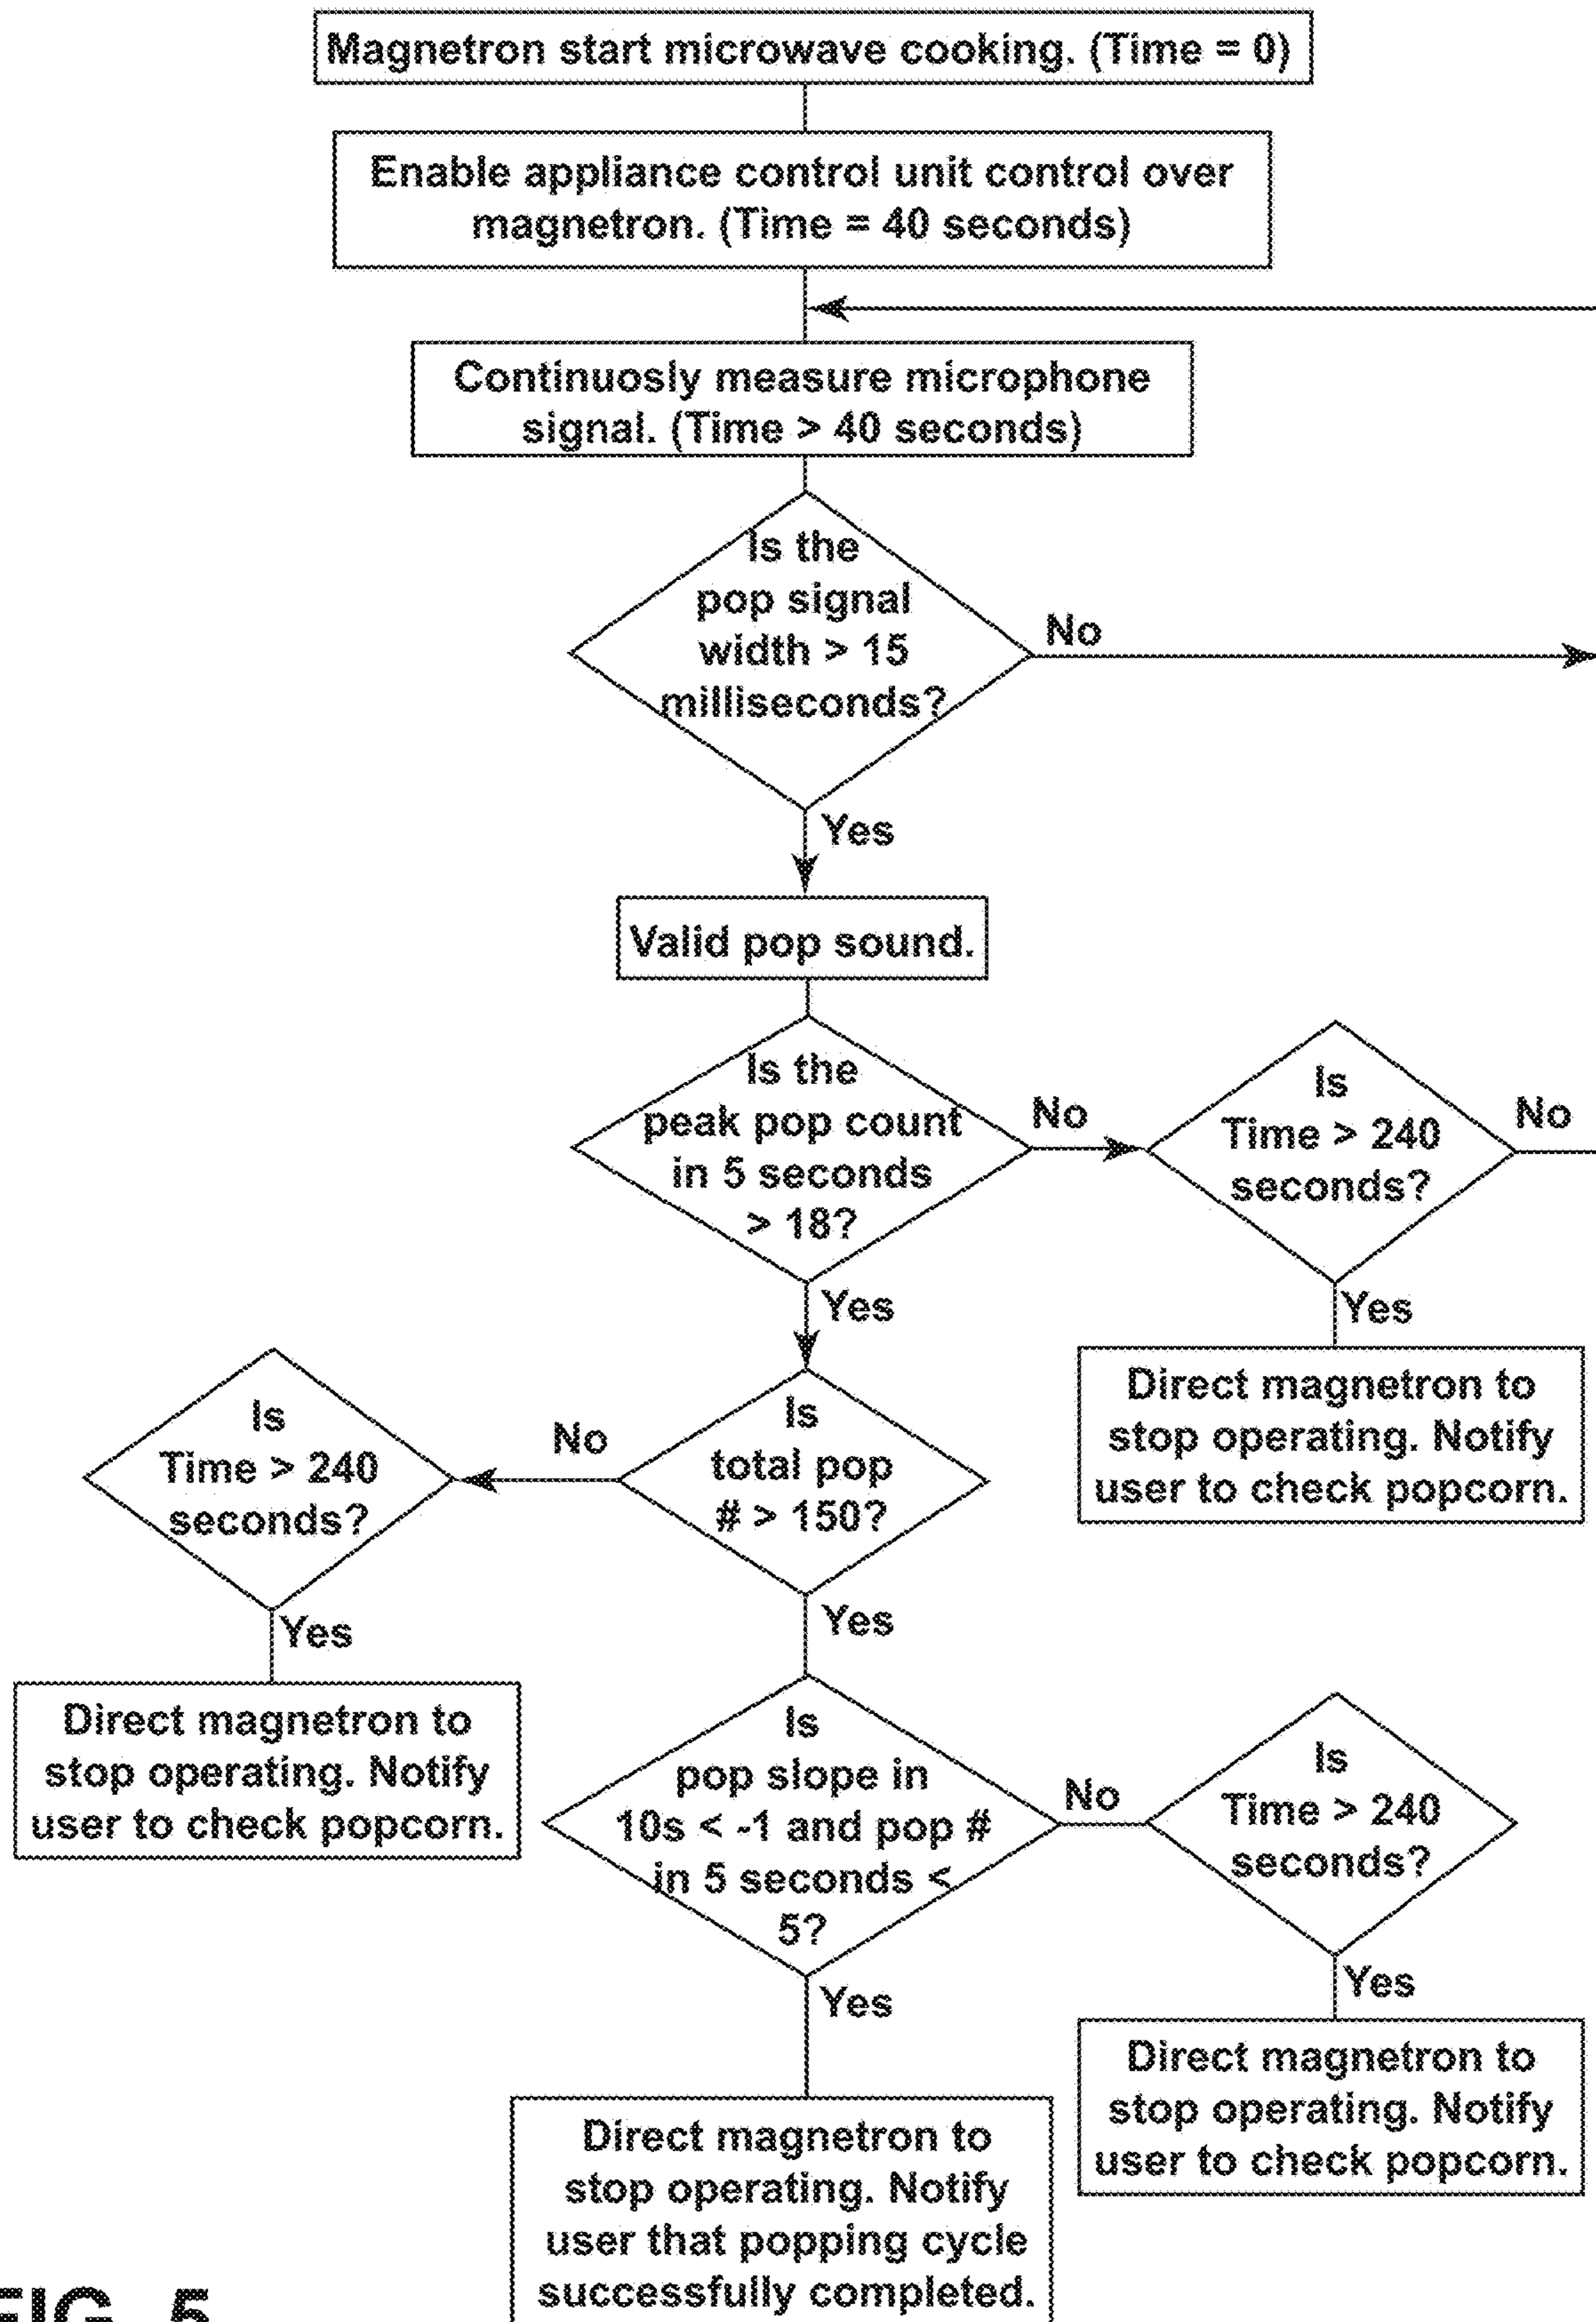 Magnetron start microwave cooking. (Time = 0)
Enable appliance control unit control over
magnetron. (Time = 40 seconds)
Continuosly measure microphone
signal. (Time > 40 seconds)
Is the
pop signal
width > 15
milliseconds?
No
Yes
Valid pop sound.
Is the
peak pop count
in 5 seconds
> 18?
No
Is
Time > 240
seconds?
No
Yes
Direct magnetron to
stop operating. Notify
user to check popcorn.
Yes
Is
total pop
# > 150?
No
Is
Time > 240
seconds?
Yes
Direct magnetron to
stop operating. Notify
user to check popcorn.
Yes
Is
pop slope in
10s < -1 and pop #
in 5 seconds <
5?
No
Is
Time > 240
seconds?
Yes
Direct magnetron to
stop operating. Notify
user to check popcorn.
Yes
Direct magnetron to
stop operating. Notify
user that popping cycle
successfully completed.
FIG. 5